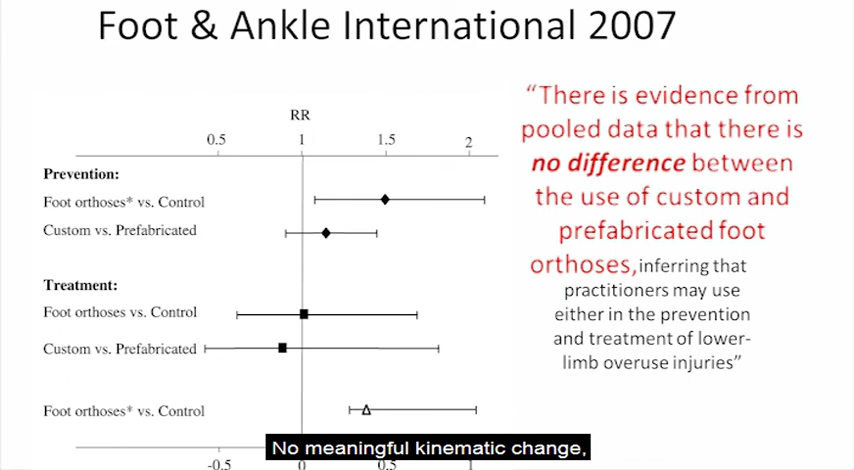 Foot & Ankle International 2007
RR
0.5 1 1.5 2
Prevention:
Foot orthoses* vs. Control
Custom vs. Prefabricated
Treatment:
Foot orthoses vs. Control
Custom vs. Prefabricated
Foot orthoses* vs. Control
-0.5 0 0.5 1
“There is evidence from
pooled data that there is
no difference between
the use of custom and
prefabricated foot
orthoses, inferring that
practitioners may use
either in the prevention
and treatment of lower-
limb overuse injuries”
No meaningful kinematic change,